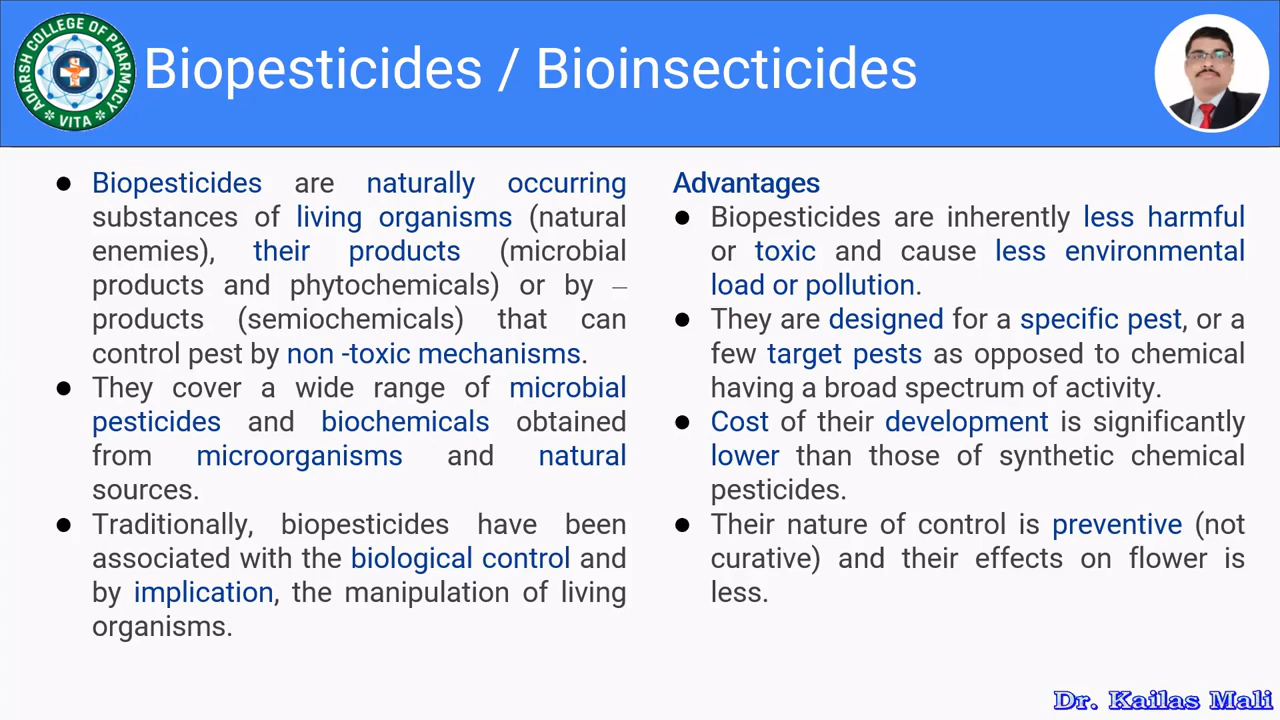 ADARSH COLLEGE OF PHARMACY
VITA
Biopesticides / Bioinsecticides
● Biopesticides are naturally occurring
substances of living organisms (natural
enemies), their products (microbial
products and phytochemicals) or by –
products (semiochemicals) that can
control pest by non -toxic mechanisms.
● They cover a wide range of microbial
pesticides and biochemicals obtained
from microorganisms and natural
sources.
● Traditionally, biopesticides have been
associated with the biological control and
by implication, the manipulation of living
organisms.
Advantages
● Biopesticides are inherently less harmful
or toxic and cause less environmental
load or pollution.
● They are designed for a specific pest, or a
few target pests as opposed to chemical
having a broad spectrum of activity.
● Cost of their development is significantly
lower than those of synthetic chemical
pesticides.
● Their nature of control is preventive (not
curative) and their effects on flower is
less.
Dr. Kailas Mali